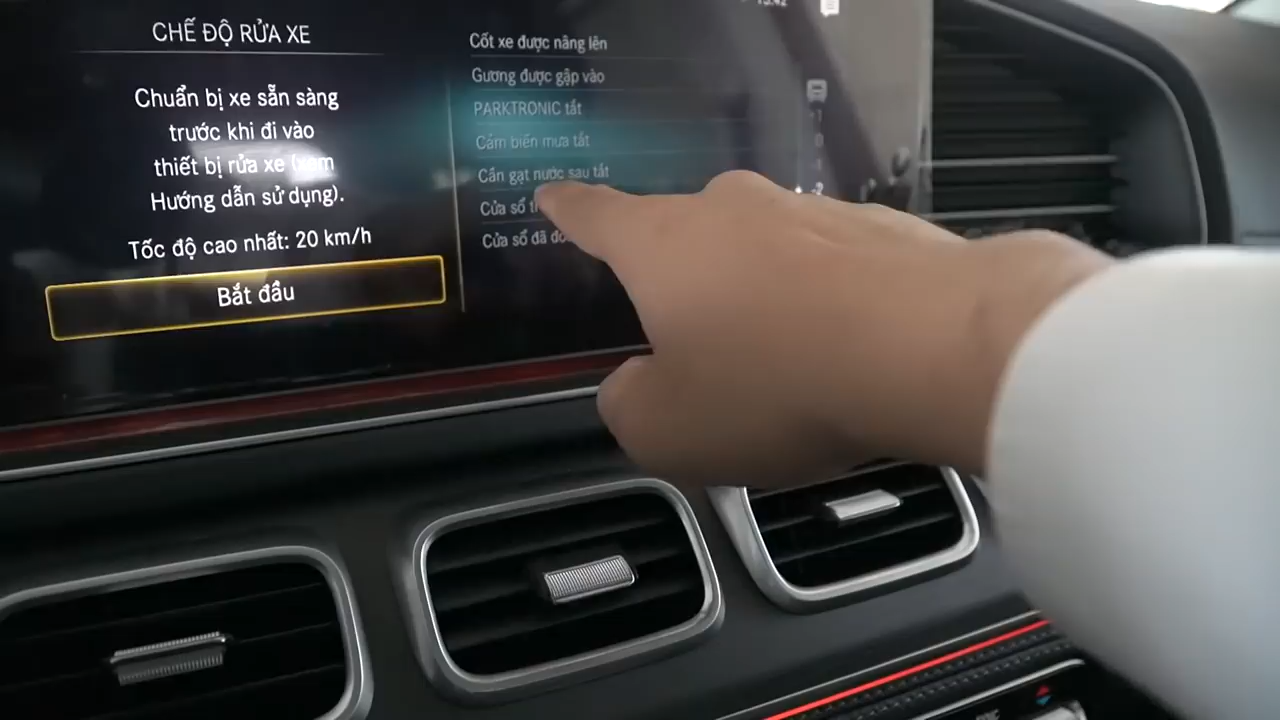 CHẾ ĐỘ RỬA XE
Chuẩn bị xe sẵn sàng
trước khi đi vào
thiết bị rửa xe (xem
Hướng dẫn sử dụng).
Tốc độ cao nhất: 20 km/h
Bắt đầu
Cốt xe được nâng lên
Gương được gập vào
PARKTRONIC tắt
Cảm biến mưa tắt
Cần gạt nước sau tắt
Cửa sổ
Cửa sổ đã